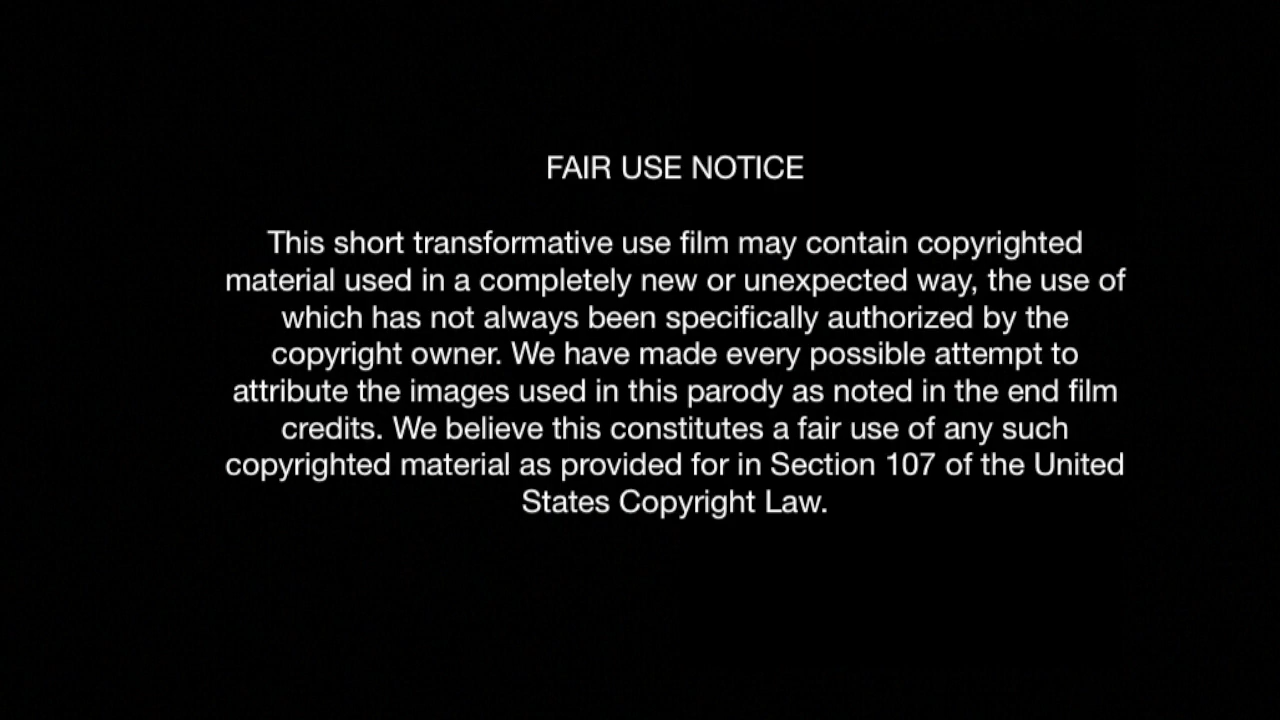 FAIR USE NOTICE
This short transformative use film may contain copyrighted
material used in a completely new or unexpected way, the use of
which has not always been specifically authorized by the
copyright owner. We have made every possible attempt to
attribute the images used in this parody as noted in the end film
credits. We believe this constitutes a fair use of any such
copyrighted material as provided for in Section 107 of the United
States Copyright Law.